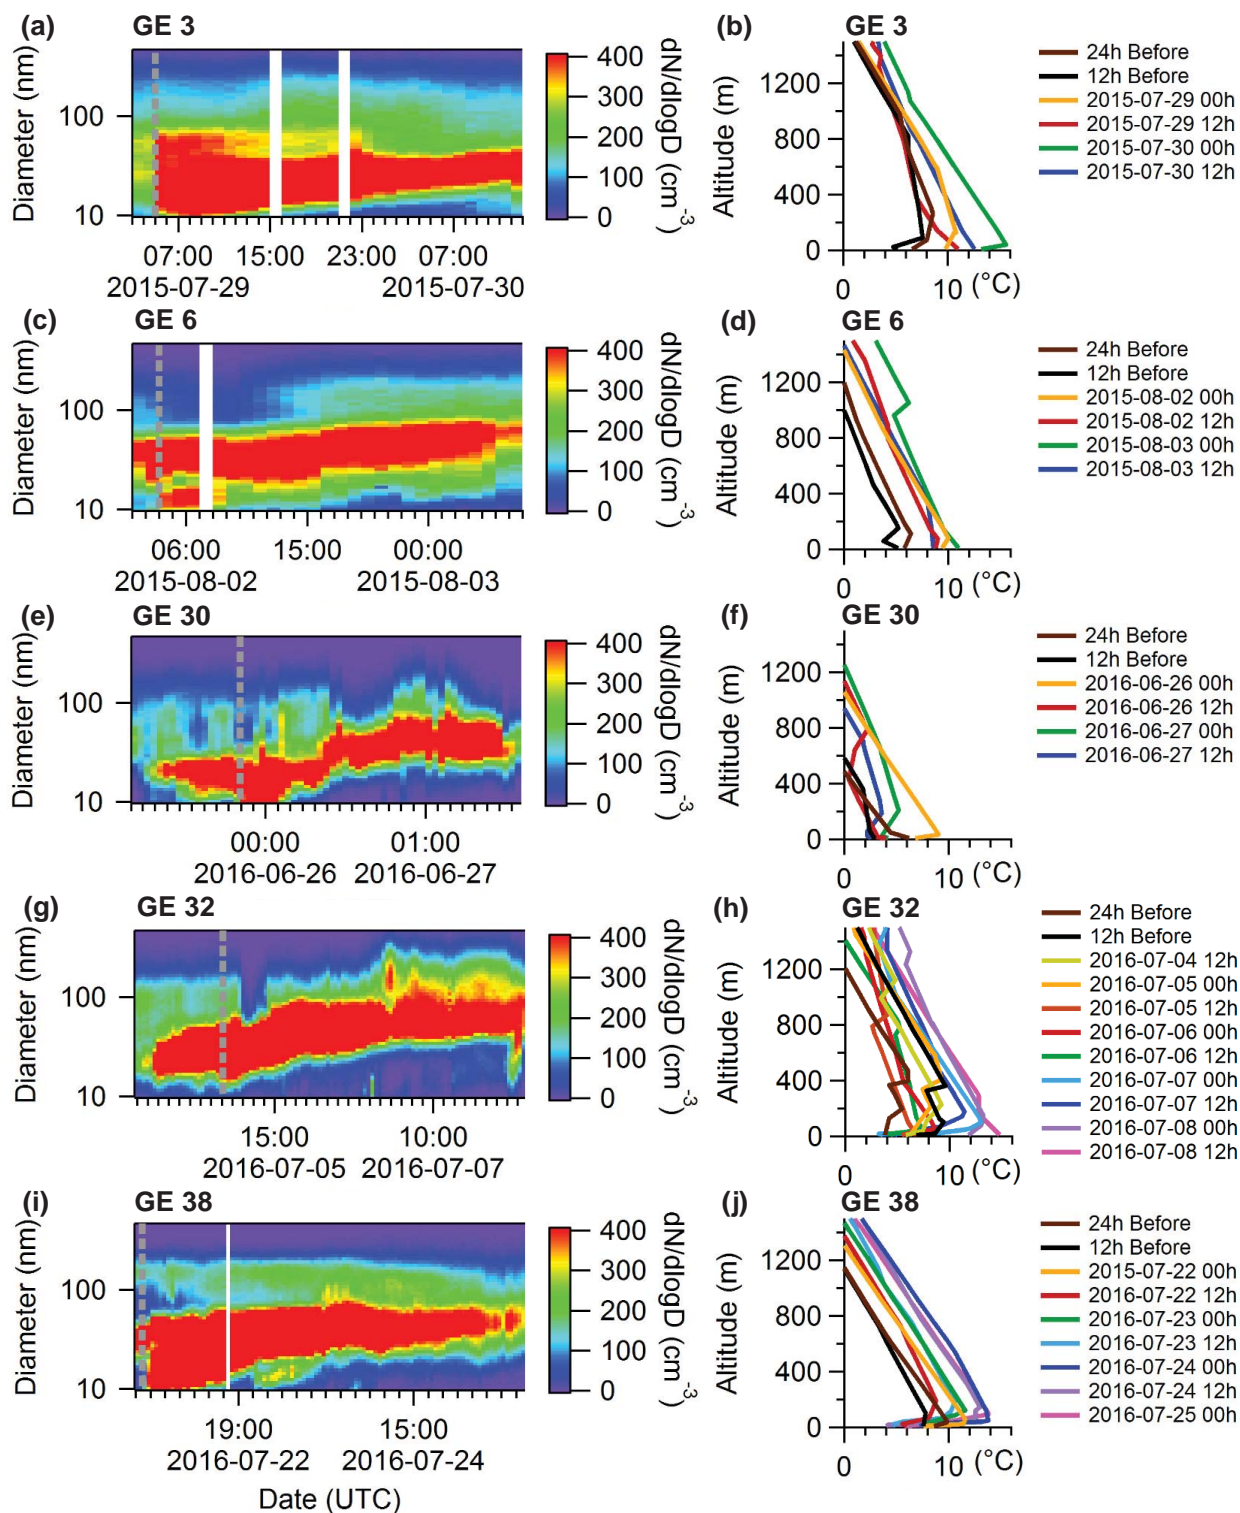 (a) GE 3
Diameter (nm)
100
10
07:00 15:00 23:00 07:00
2015-07-29 2015-07-30
400
300
200
100
0
dN/dlogD (cm-3)
(b) GE 3
Altitude (m)
1200
800
400
0
0 10 (°C)
24h Before
12h Before
2015-07-29 00h
2015-07-29 12h
2015-07-30 00h
2015-07-30 12h
(c) GE 6
Diameter (nm)
100
10
06:00 15:00 00:00
2015-08-02 2015-08-03
400
300
200
100
0
dN/dlogD (cm-3)
(d) GE 6
Altitude (m)
1200
800
400
0
0 10 (°C)
24h Before
12h Before
2015-08-02 00h
2015-08-02 12h
2015-08-03 00h
2015-08-03 12h
(e) GE 30
Diameter (nm)
100
10
00:00 01:00
2016-06-26 2016-06-27
400
300
200
100
0
dN/dlogD (cm-3)
(f) GE 30
Altitude (m)
1200
800
400
0
0 10 (°C)
24h Before
12h Before
2016-06-26 00h
2016-06-26 12h
2016-06-27 00h
2016-06-27 12h
(g) GE 32
Diameter (nm)
100
10
15:00 10:00
2016-07-05 2016-07-07
400
300
200
100
0
dN/dlogD (cm-3)
(h) GE 32
Altitude (m)
1200
800
400
0
0 10 (°C)
24h Before
12h Before
2016-07-04 12h
2016-07-05 00h
2016-07-05 12h
2016-07-06 00h
2016-07-06 12h
2016-07-07 00h
2016-07-07 12h
2016-07-08 00h
2016-07-08 12h
(i) GE 38
Diameter (nm)
100
10
19:00 15:00
2016-07-22 2016-07-24
Date (UTC)
400
300
200
100
0
dN/dlogD (cm-3)
(j) GE 38
Altitude (m)
1200
800
400
0
0 10 (°C)
24h Before
12h Before
2015-07-22 00h
2016-07-22 12h
2016-07-23 00h
2016-07-23 12h
2016-07-24 00h
2016-07-24 12h
2016-07-25 00h